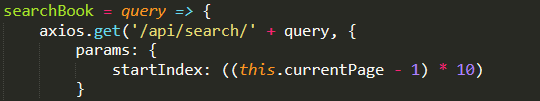 searchBook = query => {
axios.get('/api/search/' + query, {
params: {
startIndex: ((this.currentPage - 1) * 10)
}